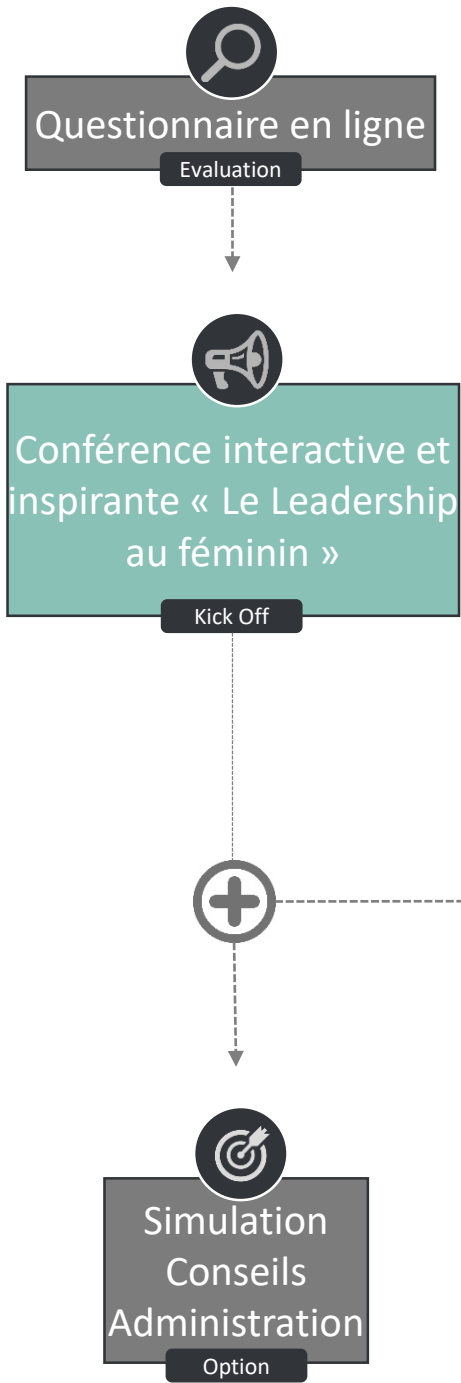 Questionnaire en ligne
Evaluation
Conférence interactive et
inspirante « Le Leadership
au féminin »
Kick Off
Simulation
Conseils
Administration
Option